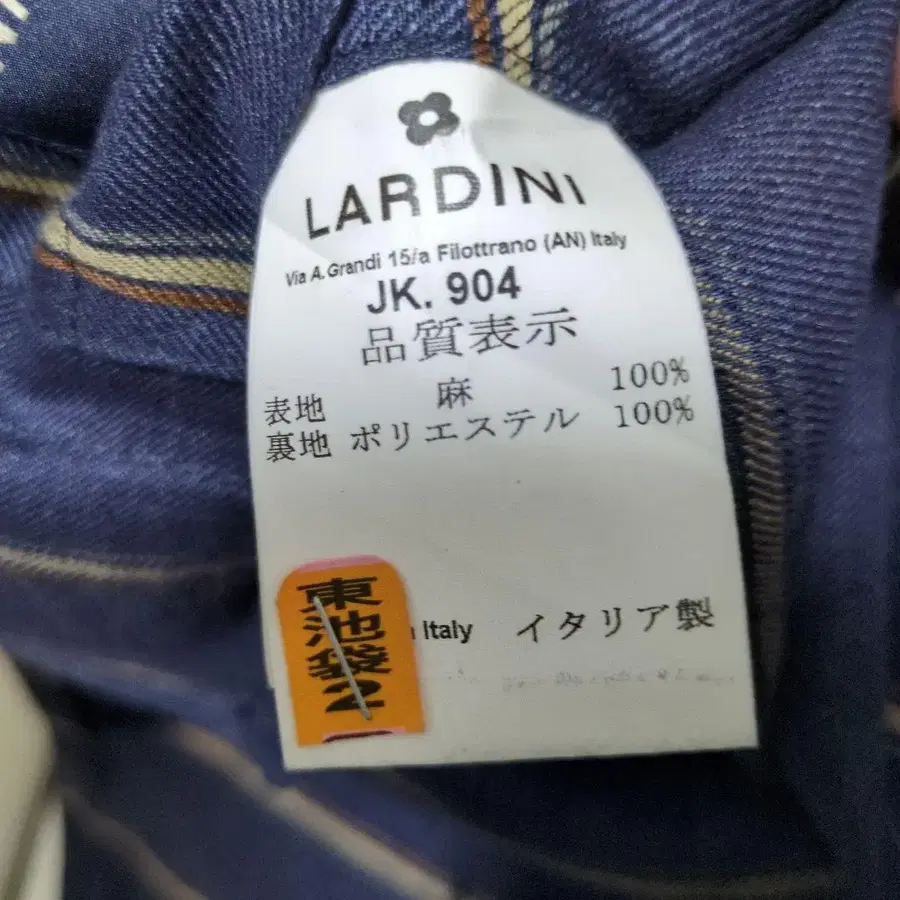 LARDINI
Via A. Grandi 15/a Filottrano (AN) Italy
JK. 904
品質表示
表地 麻 100%
裏地 ポリエステル 100%
Italy イタリア製
東池袋2